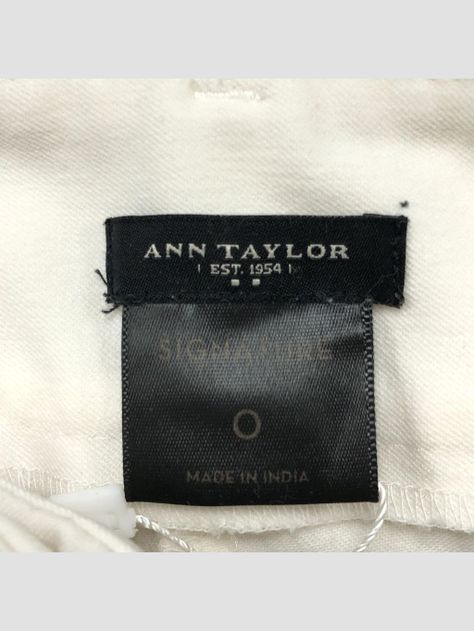 ANN TAYLOR
EST. 1954
SIGNATURE
0
MADE IN INDIA